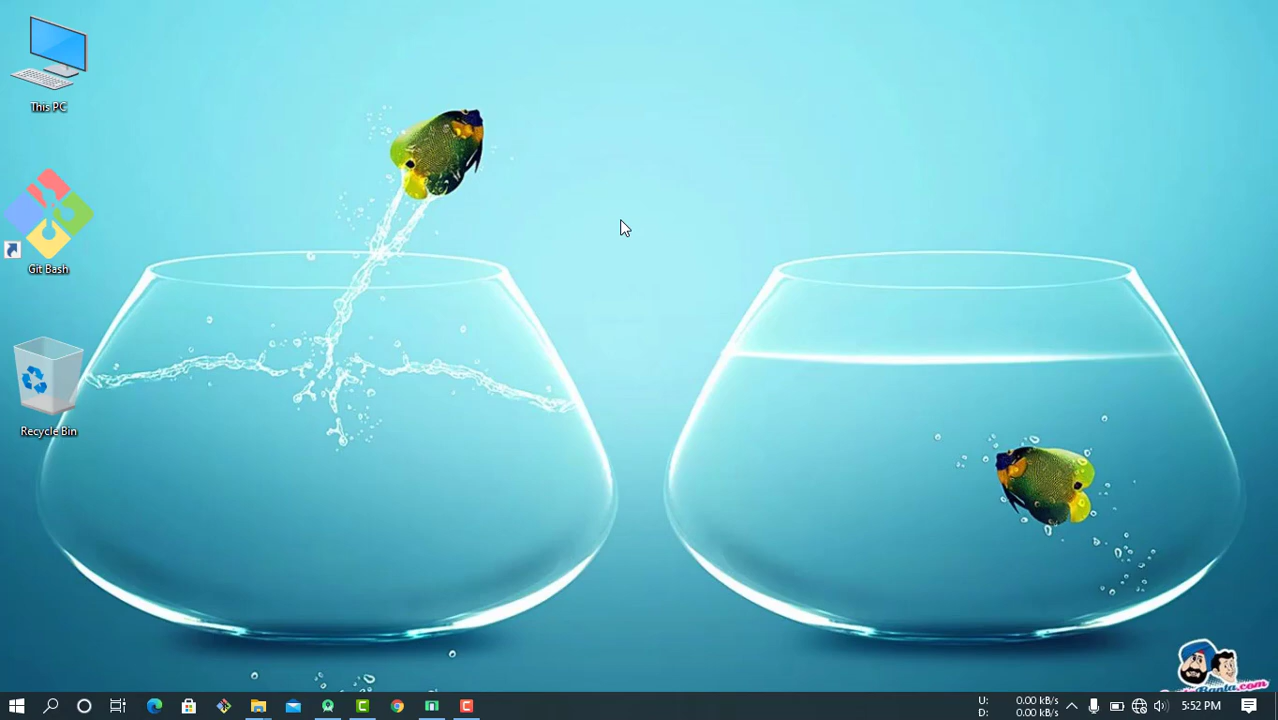 This PC
Git Bash
Recycle Bin
U: 0.00 kB/s
D: 0.00 kB/s
5:52 PM